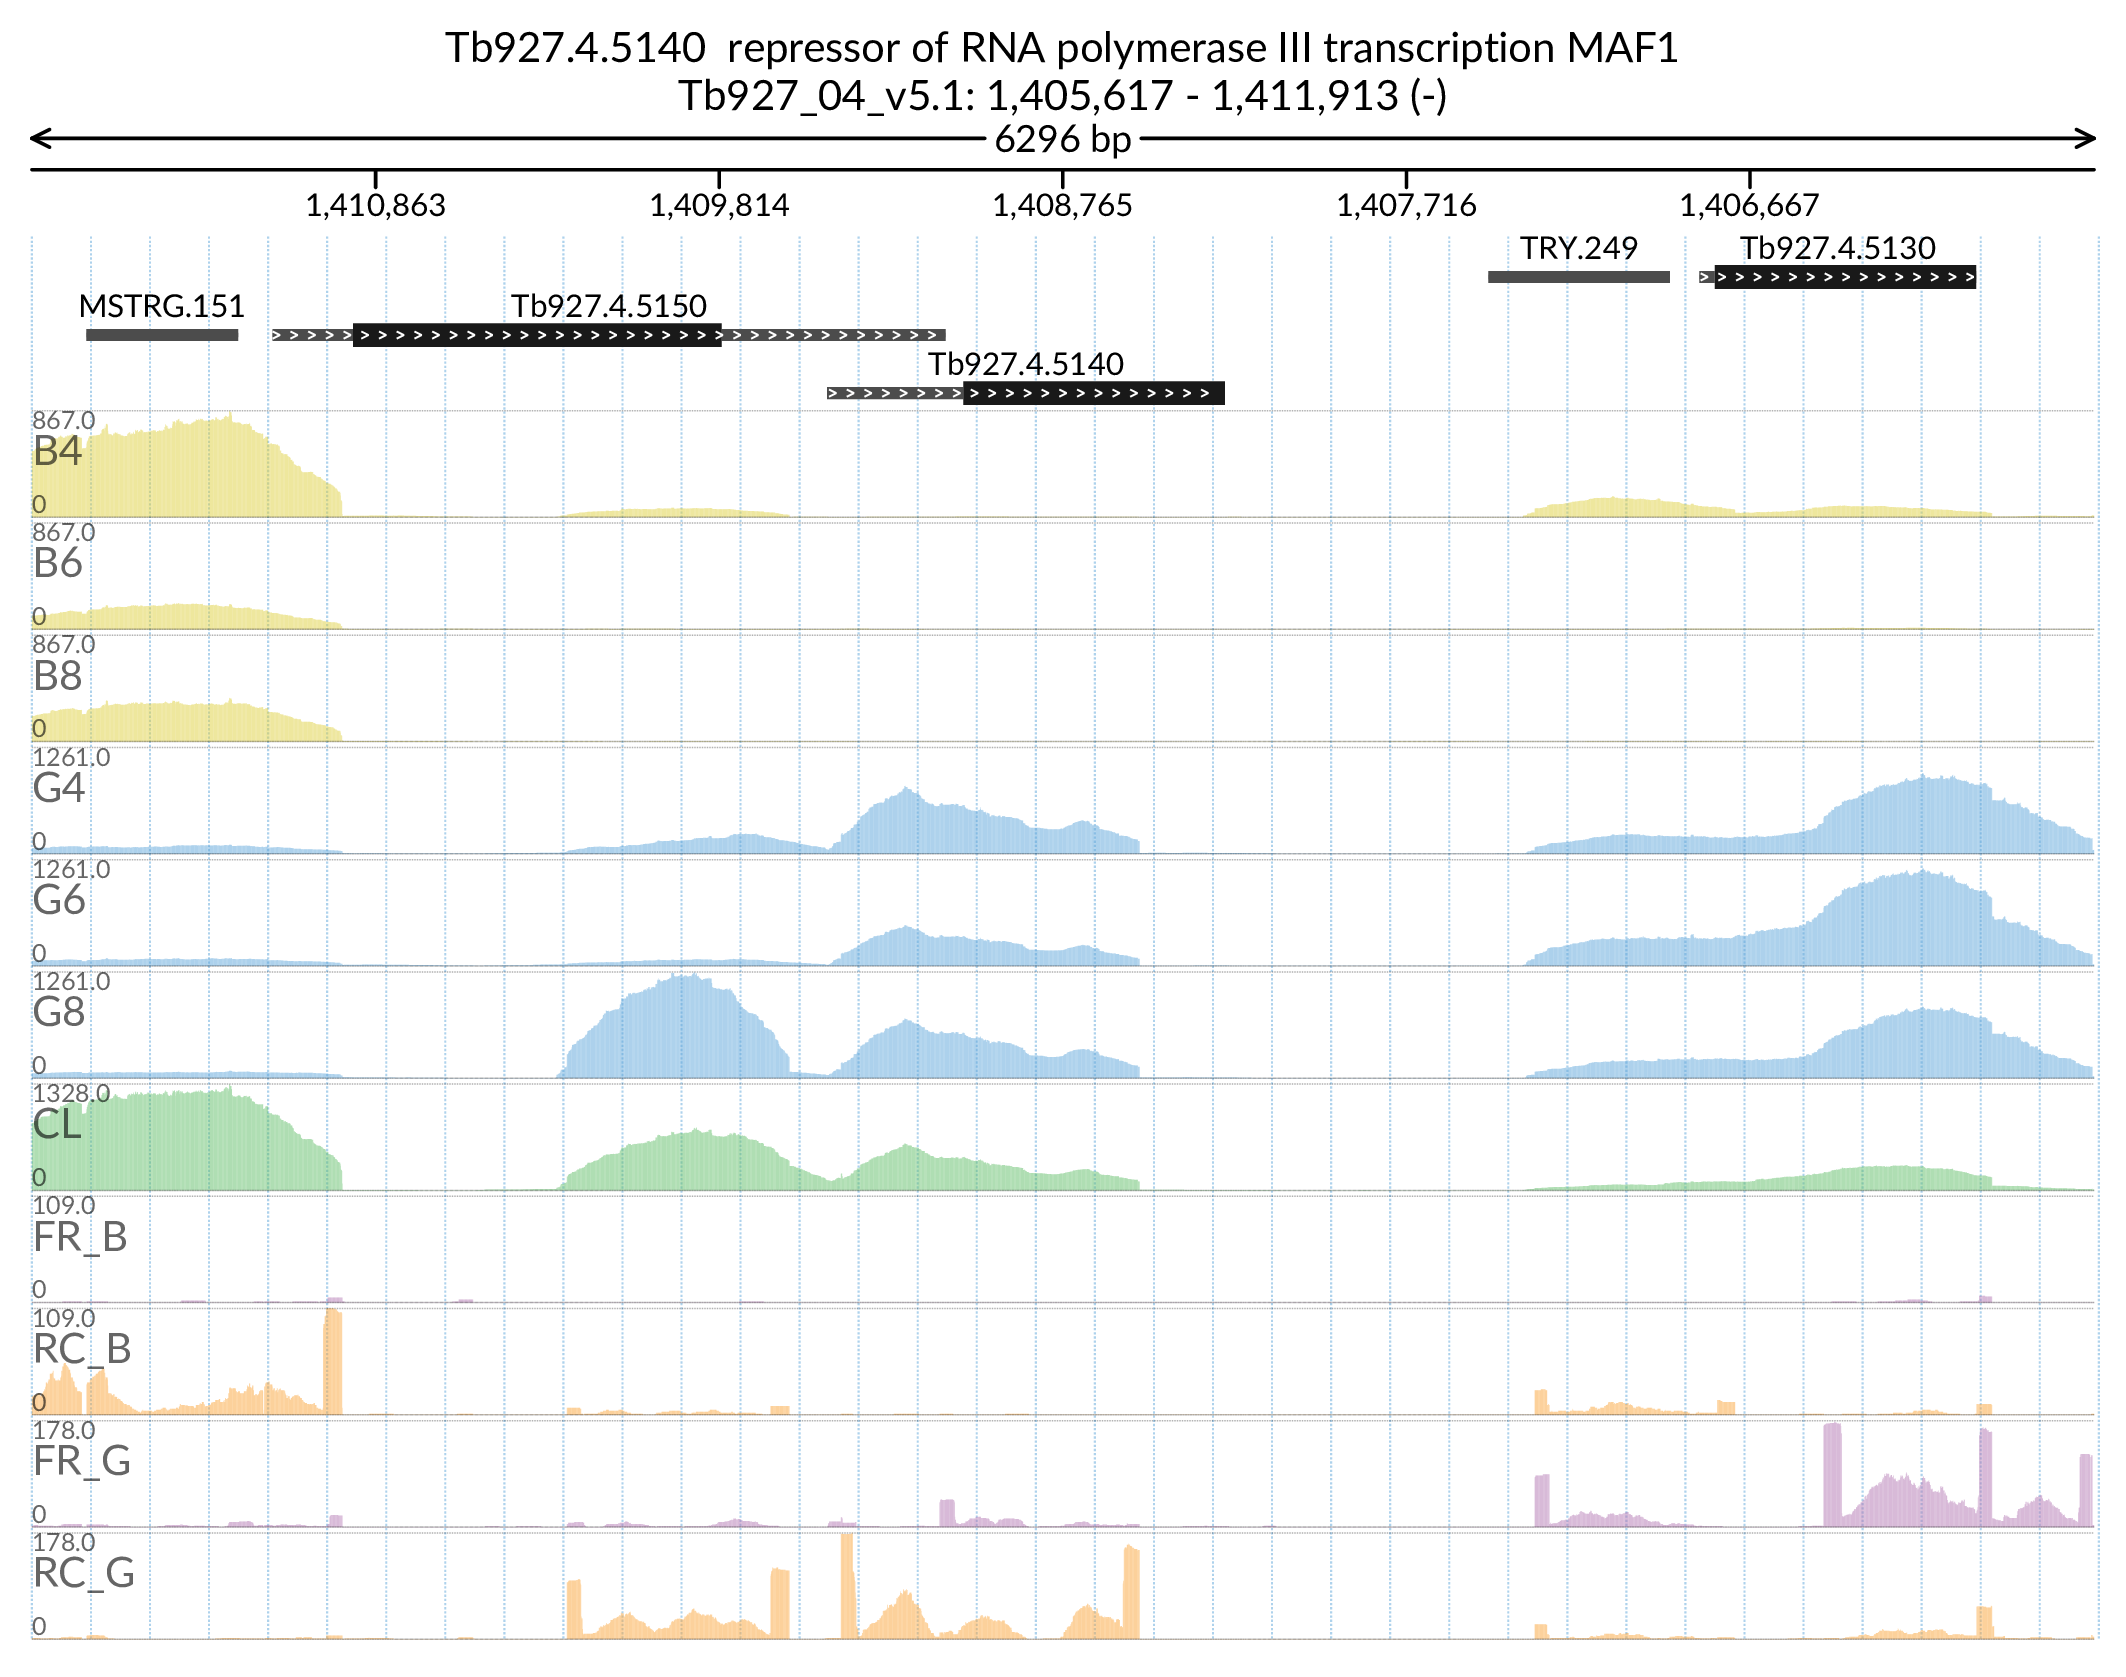 Tb927.4.5140  repressor of RNA polymerase III transcription MAF1
Tb927_04_v5.1: 1,405,617 - 1,411,913 (-)
6296 bp
1,410,863 1,409,814 1,408,765 1,407,716 1,406,667
TRY.249 Tb927.4.5130
MSTRG.151 Tb927.4.5150
Tb927.4.5140
867.0
B4
0
867.0
B6
0
867.0
B8
0
1261.0
G4
0
1261.0
G6
0
1261.0
G8
0
1328.0
CL
0
109.0
FR_B
0
109.0
RC_B
0
178.0
FR_G
0
178.0
RC_G
0